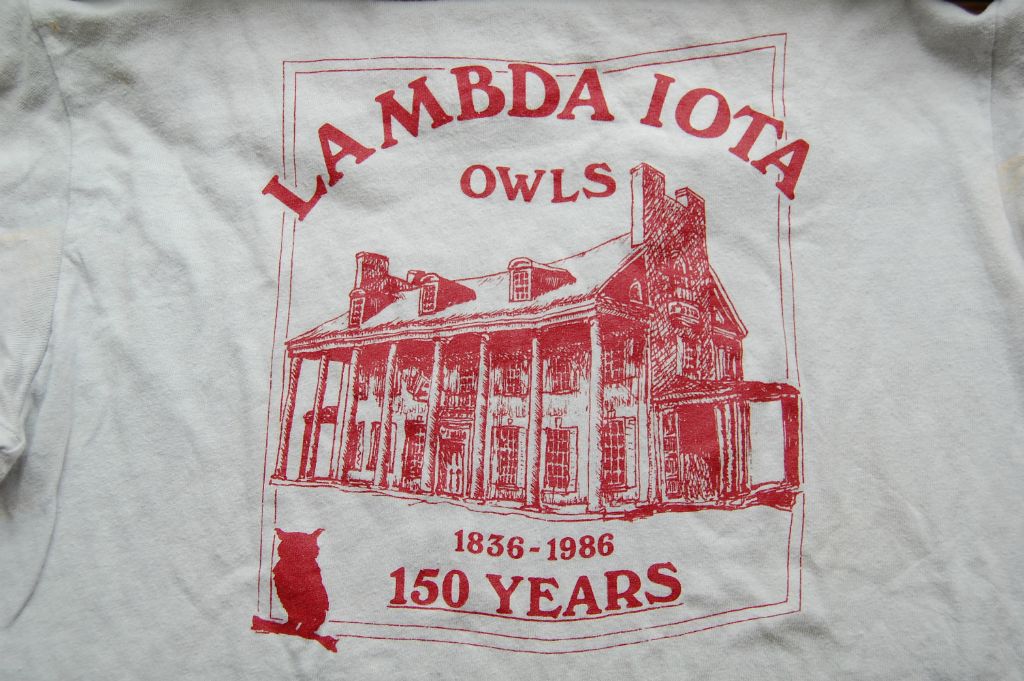 LAMBDA IOTA
OWLS
1836-1986
150 YEARS